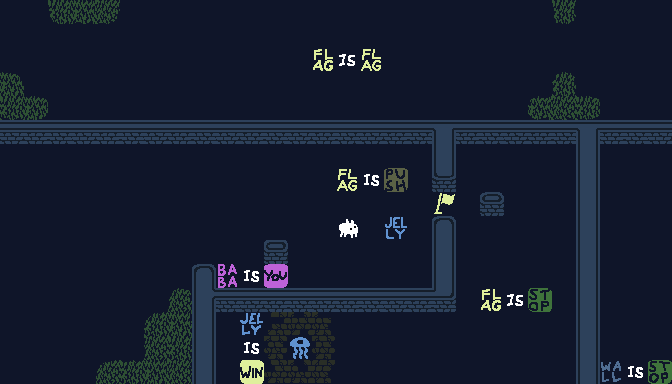 FLAG IS FLAG
FLAG IS PUSH
JELLY
BABA IS YOU
FLAG IS STOP
JELLY
IS
WIN
WALL IS STOP